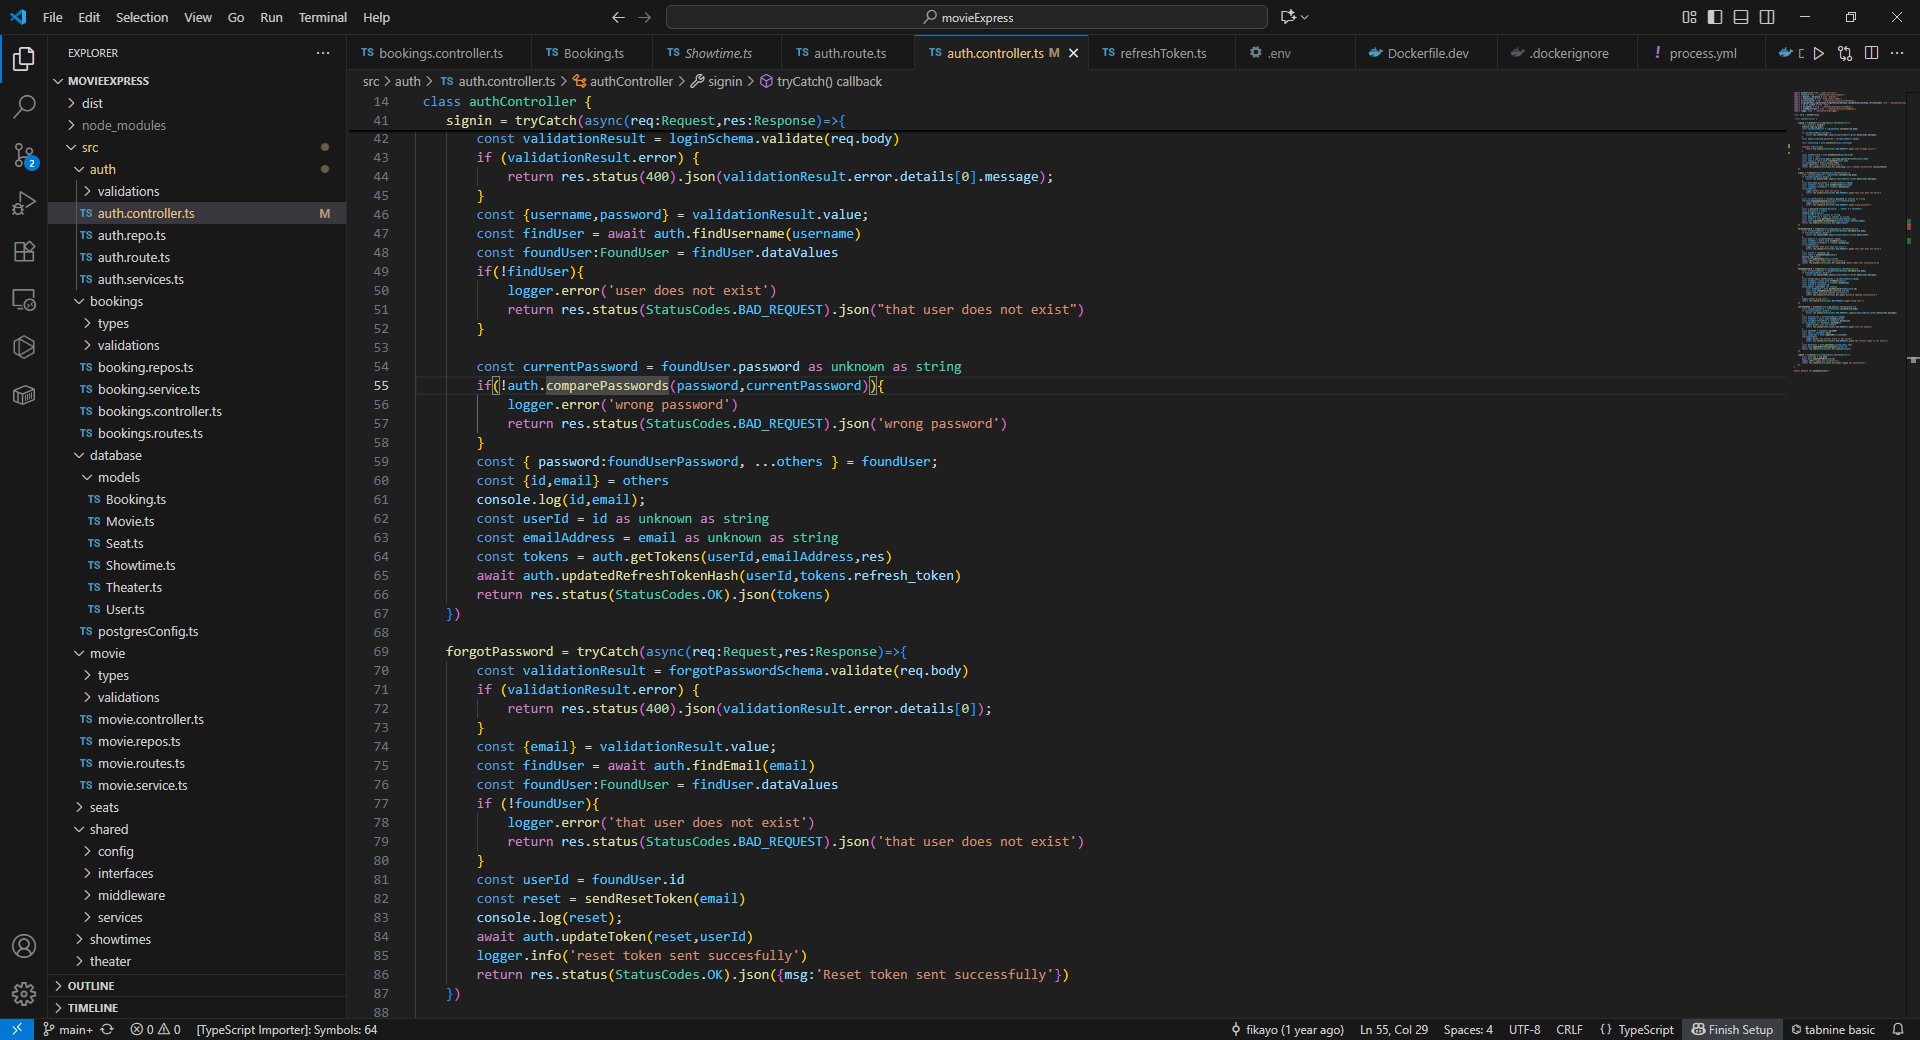 File Edit Selection View Go Run Terminal Help
movieExpress
EXPLORER
MOVIEEXPRESS
dist
node_modules
src
auth
validations
TS auth.controller.ts M
TS auth.repo.ts
TS auth.route.ts
TS auth.services.ts
bookings
types
validations
TS booking.repos.ts
TS booking.service.ts
TS bookings.controller.ts
TS bookings.routes.ts
database
models
TS Booking.ts
TS Movie.ts
TS Seat.ts
TS Showtime.ts
TS Theater.ts
TS User.ts
TS postgresConfig.ts
movie
types
validations
TS movie.controller.ts
TS movie.repos.ts
TS movie.routes.ts
TS movie.service.ts
seats
shared
config
interfaces
middleware
services
showtimes
theater
OUTLINE
TIMELINE
2
TS bookings.controller.ts TS Booking.ts TS Showtime.ts TS auth.route.ts TS auth.controller.ts M TS refreshToken.ts .env Dockerfile.dev .dockerignore ! process.yml
src > auth > TS auth.controller.ts > authController > signin > tryCatch() callback
14 class authController {
41 signin = tryCatch(async(req:Request,res:Response)=>{
42 const validationResult = loginSchema.validate(req.body)
43 if (validationResult.error) {
44 return res.status(400).json(validationResult.error.details[0].message);
45 }
46 const {username,password} = validationResult.value;
47 const findUser = await auth.findUsername(username)
48 const foundUser:FoundUser = findUser.dataValues
49 if(!findUser){
50 logger.error('user does not exist')
51 return res.status(StatusCodes.BAD_REQUEST).json("that user does not exist")
52 }
53
54 const currentPassword = foundUser.password as unknown as string
55 if(!auth.comparePasswords(password,currentPassword)){
56 logger.error('wrong password')
57 return res.status(StatusCodes.BAD_REQUEST).json('wrong password')
58 }
59 const { password:foundUserPassword, ...others } = foundUser;
60 const {id,email} = others
61 console.log(id,email);
62 const userId = id as unknown as string
63 const emailAddress = email as unknown as string
64 const tokens = auth.getTokens(userId,emailAddress,res)
65 await auth.updatedRefreshTokenHash(userId,tokens.refresh_token)
66 return res.status(StatusCodes.OK).json(tokens)
67 })
68
69 forgotPassword = tryCatch(async(req:Request,res:Response)=>{
70 const validationResult = forgotPasswordSchema.validate(req.body)
71 if (validationResult.error) {
72 return res.status(400).json(validationResult.error.details[0]);
73 }
74 const {email} = validationResult.value;
75 const findUser = await auth.findEmail(email)
76 const foundUser:FoundUser = findUser.dataValues
77 if (!foundUser){
78 logger.error('that user does not exist')
79 return res.status(StatusCodes.BAD_REQUEST).json('that user does not exist')
80 }
81 const userId = foundUser.id
82 const reset = sendResetToken(email)
83 console.log(reset);
84 await auth.updateToken(reset,userId)
85 logger.info('reset token sent succesfully')
86 return res.status(StatusCodes.OK).json({msg:'Reset token sent successfully'})
87 })
88
main+ 0 0 [TypeScript Importer]: Symbols: 64 fikayo (1 year ago) Ln 55, Col 29 Spaces: 4 UTF-8 CRLF {} TypeScript Finish Setup tabnine basic